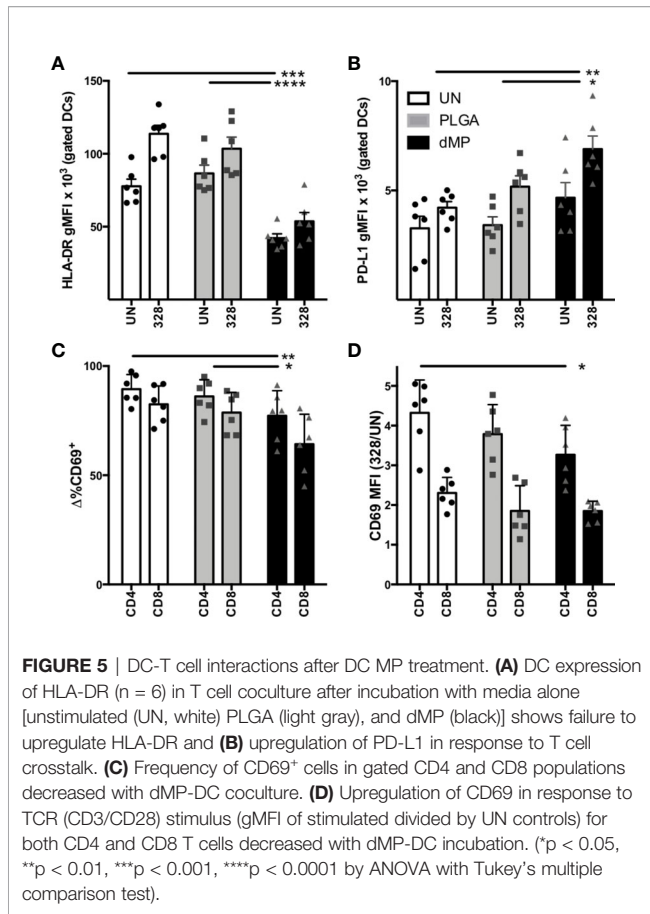 A
***
****
HLA-DR gMFI x 10³ (gated DCs)
150
100
50
UN
328
UN
328
UN
328
B
**
*
UN
PLGA
dMP
PD-L1 gMFI x 10³ (gated DCs)
10
5
0
UN
328
UN
328
UN
328
C
**
*
Δ%CD69⁺
100
50
0
CD4
CD8
CD4
CD8
CD4
CD8
D
*
CD69 MFI (328/UN)
5
4
3
2
1
0
CD4
CD8
CD4
CD8
CD4
CD8
FIGURE 5 | DC-T cell interactions after DC MP treatment. (A) DC expression
of HLA-DR (n = 6) in T cell coculture after incubation with media alone
[unstimulated (UN, white) PLGA (light gray), and dMP (black)] shows failure to
upregulate HLA-DR and (B) upregulation of PD-L1 in response to T cell
crosstalk. (C) Frequency of CD69⁺ cells in gated CD4 and CD8 populations
decreased with dMP-DC coculture. (D) Upregulation of CD69 in response to
TCR (CD3/CD28) stimulus (gMFI of stimulated divided by UN controls) for
both CD4 and CD8 T cells decreased with dMP-DC incubation. (*p < 0.05,
**p < 0.01, ***p < 0.001, ****p < 0.0001 by ANOVA with Tukey's multiple
comparison test).